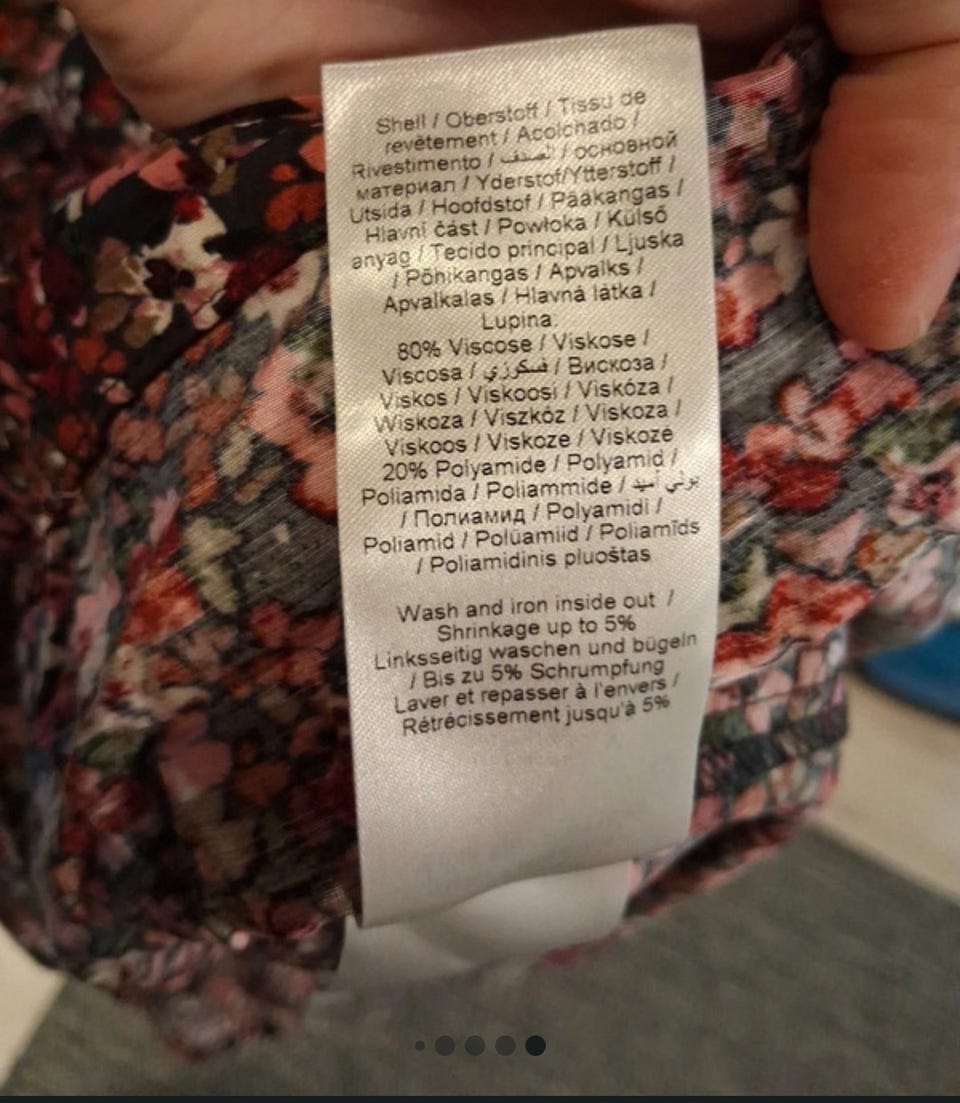 Shell / Oberstoff / Tissu de
revêtement / Acolchado /
Rivestimento / الصدف / основной
материал / Yderstof/Ytterstoff /
Utsida / Hoofdstof / Pääkangas /
Hlavní část / Powłoka / Külső
anyag / Tecido principal / Ljuska
/ Põhikangas / Apvalks /
Apvalkalas / Hlavná látka /
Lupina.
80% Viscose / Viskose /
Viscosa / فسكوزي / Вискоза /
Viskos / Viskoosi / Viskóza /
Wiskoza / Viszkóz / Viskoza /
Viskoos / Viskoze / Viskozė
20% Polyamide / Polyamid /
Poliamida / Poliammide / بولي اميد
/ Полиамид / Polyamidi /
Poliamid / Polüamiid / Poliamīds
/ Poliamidinis pluoštas
Wash and iron inside out /
Shrinkage up to 5%
Linksseitig waschen und bügeln
/ Bis zu 5% Schrumpfung
Laver et repasser à l'envers /
Rétrécissement jusqu'à 5%